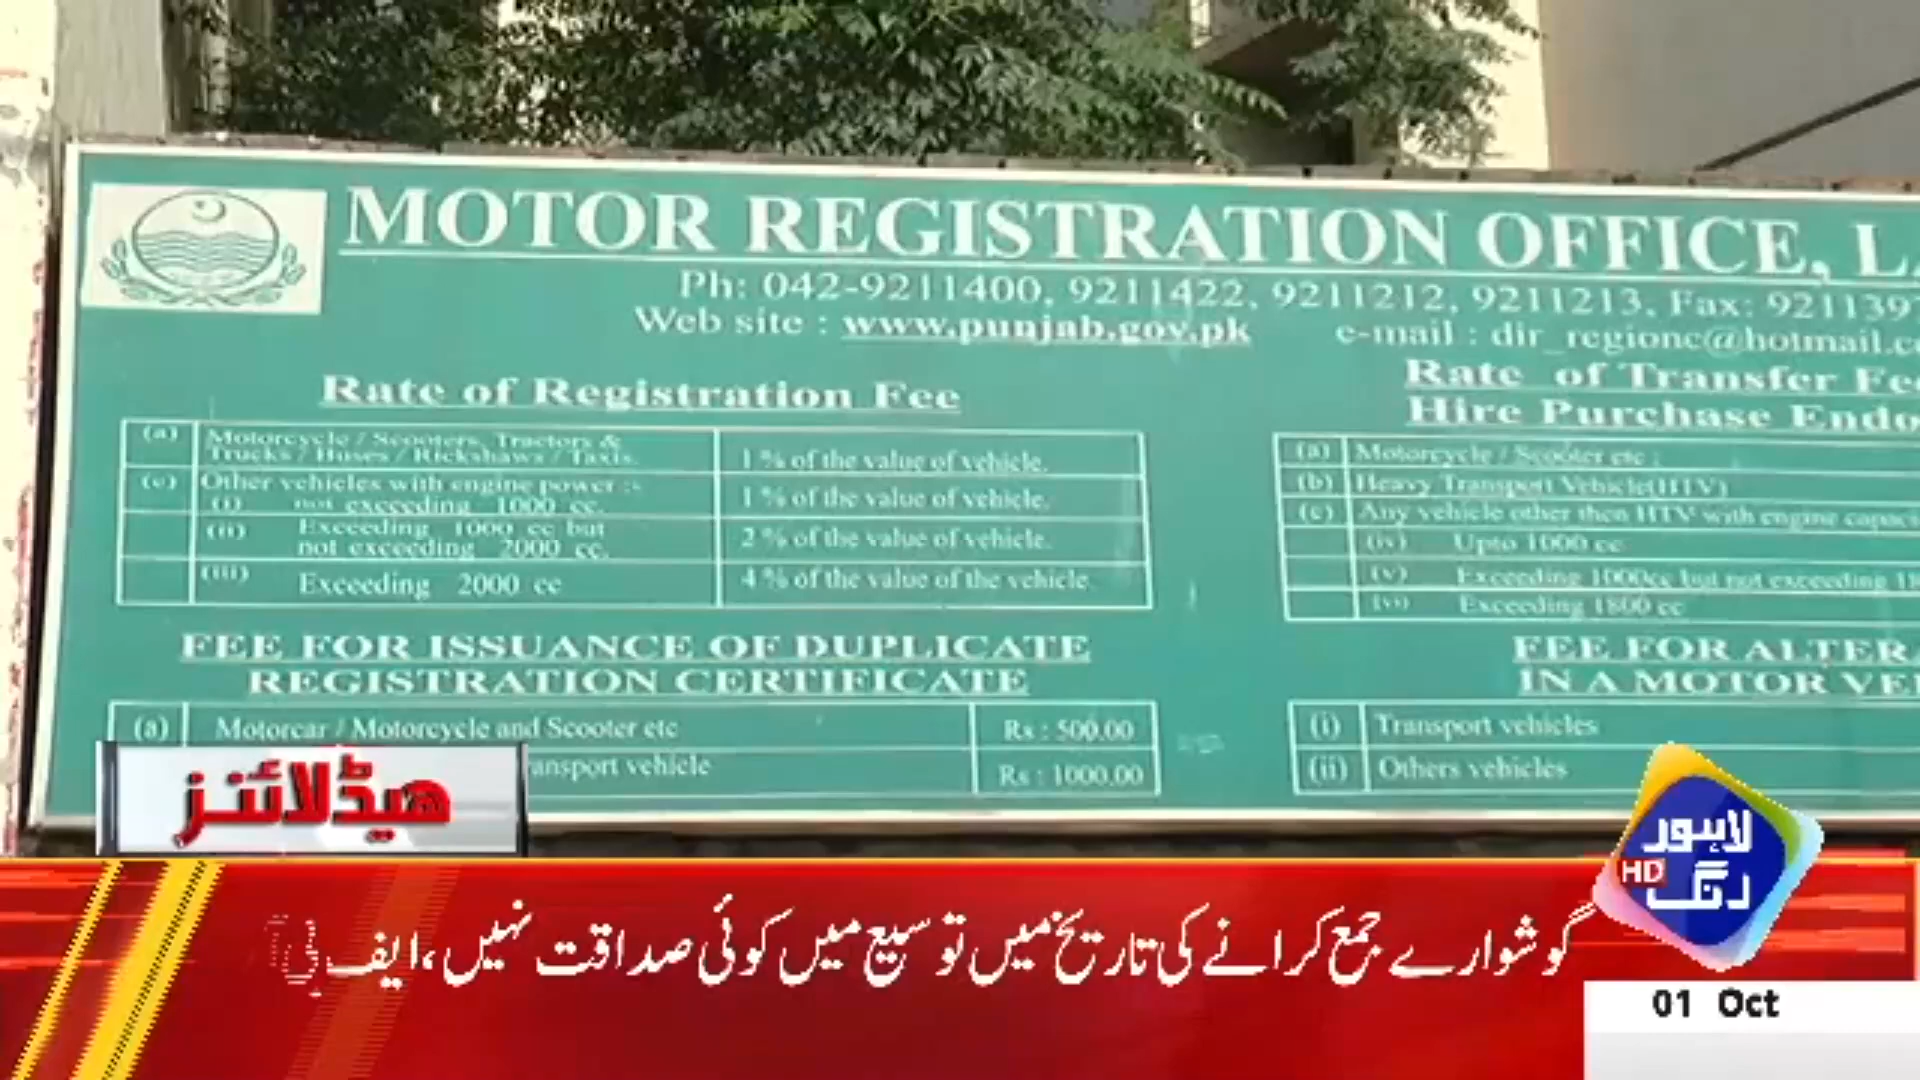 MOTOR REGISTRATION OFFICE,
Ph: 042-9211400, 9211422, 9211212, 9211213, Fax:
Web site : www.punjab.gov.pk
e-mail : dir_regionc@hotmail.co
Rate of Registration Fee
(a) Motorcycle / Scooters, Tractors &
Trucks / Buses / Rickshaws / Taxis. 1 % of the value of vehicle.
(c) Other vehicles with engine power :-
(i) not exceeding 1000 cc. 1 % of the value of vehicle.
(ii) Exceeding 1000 cc but
not exceeding 2000 cc. 2 % of the value of vehicle.
(iii) Exceeding 2000 cc 4 % of the value of the vehicle.
Rate of Transfer Fee
Hire Purchase Endo
(a) Motorcycle / Scooter etc :
(b) Heavy Transport Vehicle(HTV)
(c) Any vehicle other then HTV with engine capaci
(iv) Upto 1000 cc
(v) Exceeding 1000cc but not exceeding 18
(vi) Exceeding 1800 cc
FEE FOR ISSUANCE OF DUPLICATE
REGISTRATION CERTIFICATE
(a) Motorcar / Motorcycle and Scooter etc Rs : 500.00
ansport vehicle Rs : 1000.00
FEE FOR ALTERA
IN A MOTOR VEH
(i) Transport vehicles
(ii) Others vehicles
ہیڈلائنز
لاہور
رنگ
HD
گوشوارے جمع کرانے کی تاریخ میں توسیع میں کوئی صداقت نہیں، ایف بی آ
01 Oct